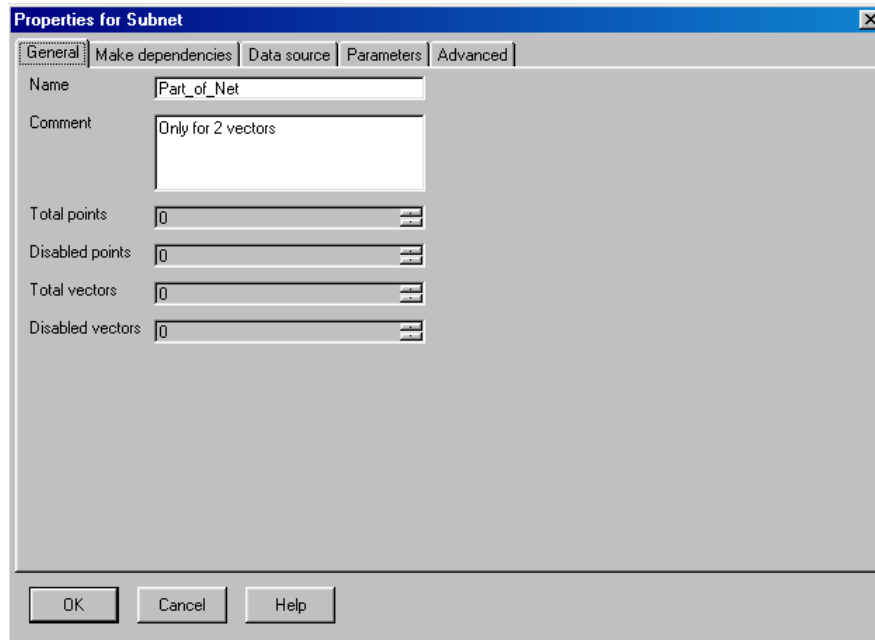 Properties for Subnet
General Make dependencies Data source Parameters Advanced
Name Part_of_Net
Comment Only for 2 vectors
Total points 0
Disabled points 0
Total vectors 0
Disabled vectors 0
OK Cancel Help